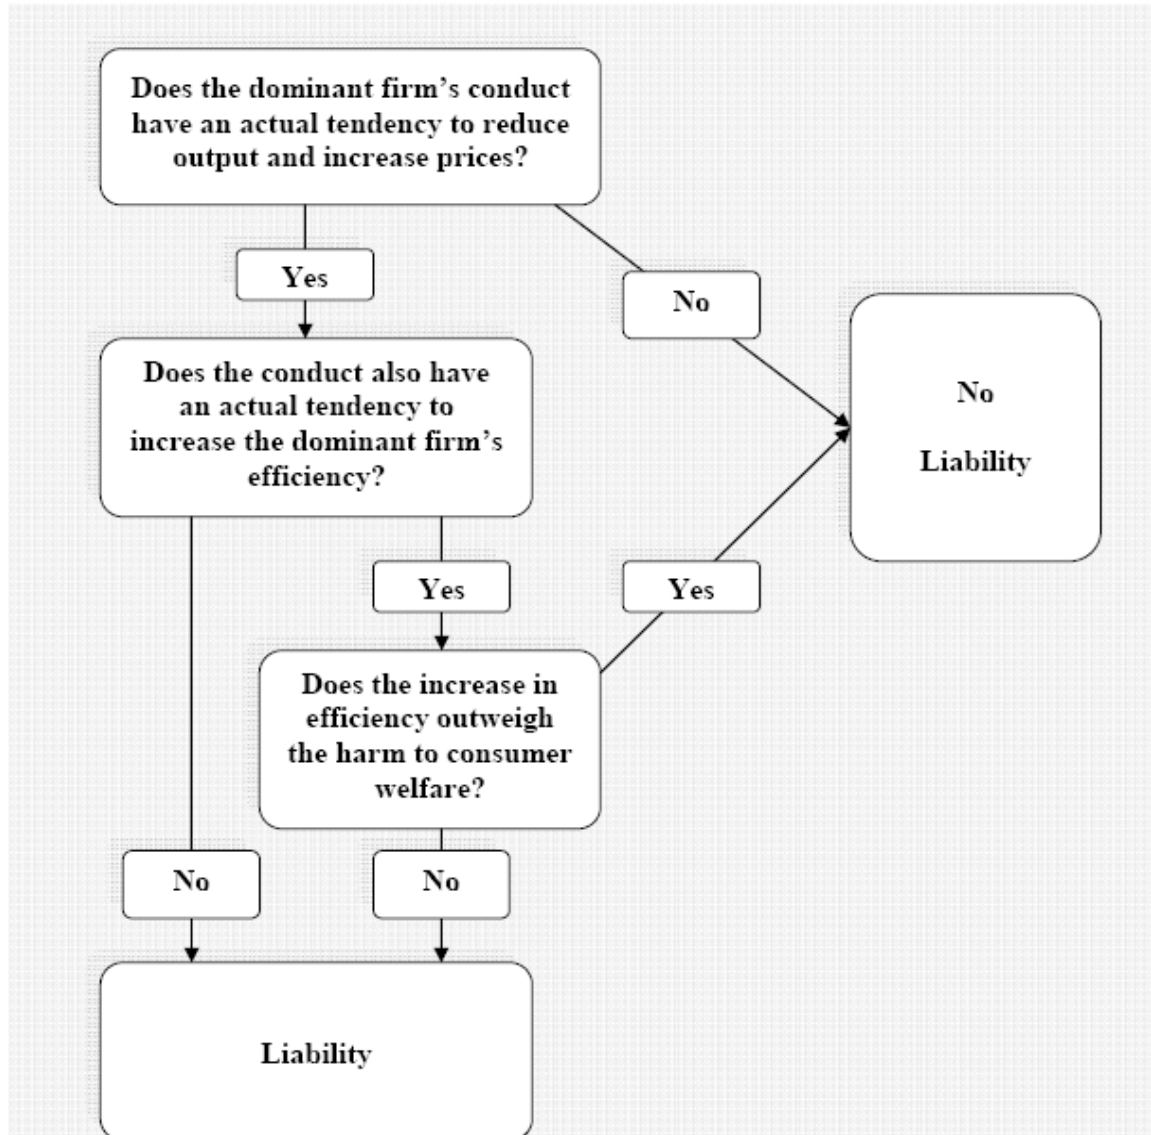 Does the dominant firm’s conduct
have an actual tendency to reduce
output and increase prices?
Yes
No
Does the conduct also have
an actual tendency to
increase the dominant firm’s
efficiency?
No
Liability
Yes
Yes
Does the increase in
efficiency outweigh
the harm to consumer
welfare?
No
No
Liability